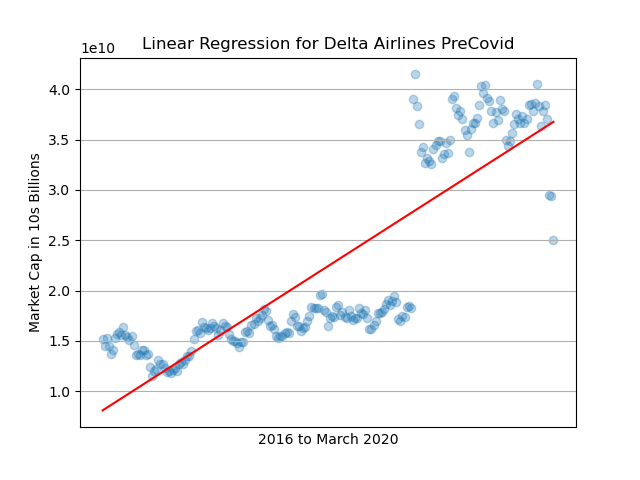 Linear Regression for Delta Airlines PreCovid
1e10
4.0
3.5
3.0
2.5
2.0
1.5
1.0
Market Cap in 10s Billions
2016 to March 2020